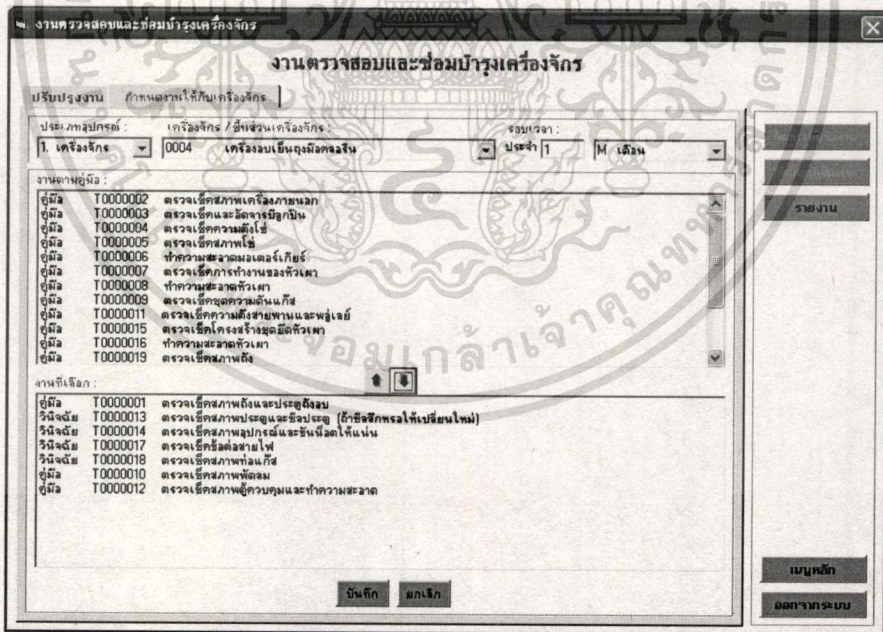 งานตรวจสอบและซ่อมบำรุงเครื่องจักร
งานตรวจสอบและซ่อมบำรุงเครื่องจักร
ปรับปรุงงาน กำหนดงานให้กับเครื่องจักร
ประเภทอุปกรณ์ : เครื่องจักร / ชิ้นส่วนเครื่องจักร : รอบเวลา :
1. เครื่องจักร 0004 เครื่องอบเย็นถุงมือคลอรีน ประจำ 1 M เดือน
งานตามคู่มือ :
คู่มือ T0000002 ตรวจเช็คสภาพเครื่องภายนอก
คู่มือ T0000003 ตรวจเช็คและอัดจารบีลูกปืน
คู่มือ T0000004 ตรวจเช็คความตึงโซ่
คู่มือ T0000005 ตรวจเช็คสภาพโซ่
คู่มือ T0000006 ทำความสะอาดมอเตอร์เกียร์
คู่มือ T0000007 ตรวจเช็คการทำงานของหัวเผา
คู่มือ T0000008 ทำความสะอาดหัวเผา
คู่มือ T0000009 ตรวจเช็คชุดความดันแก๊ส
คู่มือ T0000011 ตรวจเช็คความตึงสายพานและพลู่เลย์
คู่มือ T0000015 ตรวจเช็คโครงสร้างชุดยึดหัวเผา
คู่มือ T0000016 ทำความสะอาดหัวเผา
คู่มือ T0000019 ตรวจเช็คสภาพถัง
งานที่เลือก :
คู่มือ T0000001 ตรวจเช็คสภาพถังและประตูถังอบ
วินิจฉัย T0000013 ตรวจเช็คสภาพประตูและซีลประตู (ถ้าซีลสึกหรอให้เปลี่ยนใหม่)
วินิจฉัย T0000014 ตรวจเช็คสภาพอุปกรณ์และขันน็อตให้แน่น
วินิจฉัย T0000017 ตรวจเช็คข้อต่อสายไฟ
วินิจฉัย T0000018 ตรวจเช็คสภาพท่อแก๊ส
คู่มือ T0000010 ตรวจเช็คสภาพพัดลม
คู่มือ T0000012 ตรวจเช็คสภาพตู้ควบคุมและทำความสะอาด
บันทึก ยกเลิก
รายงาน
เมนูหลัก
ออกจากระบบ